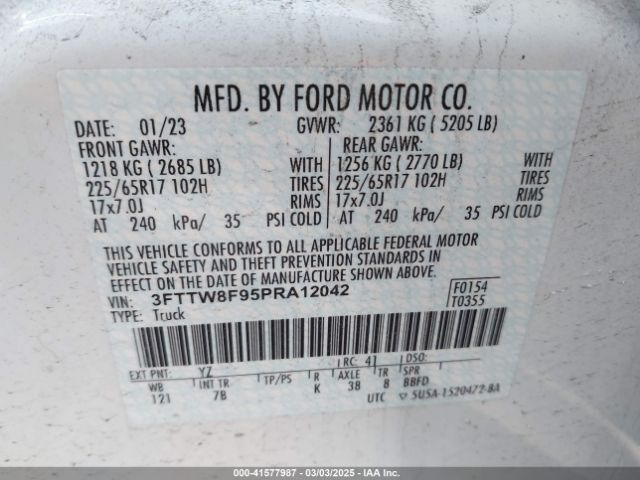 MFD. BY FORD MOTOR CO.
DATE: 01/23 GVWR: 2361 KG ( 5205 LB)
FRONT GAWR: REAR GAWR:
1218 KG ( 2685 LB) WITH 1256 KG ( 2770 LB) WITH
225/65R17 102H TIRES 225/65R17 102H TIRES
17x7.0J RIMS 17x7.0J RIMS
AT 240 kPa/ 35 PSI COLD AT 240 kPa/ 35 PSI COLD
THIS VEHICLE CONFORMS TO ALL APPLICABLE FEDERAL MOTOR
VEHICLE SAFETY AND THEFT PREVENTION STANDARDS IN
EFFECT ON THE DATE OF MANUFACTURE SHOWN ABOVE.
VIN: 3FTTW8F95PRA12042 F0154
TYPE: Truck T0355
EXT PNT: YZ RC: 41 DSO:
WB INT TR TP/PS R AXLE TR SPR
121 7B K 38 8 BBFD
UTC 5U5A-1520472-BA
000-41577987 - 03/03/2025 - IAA Inc.